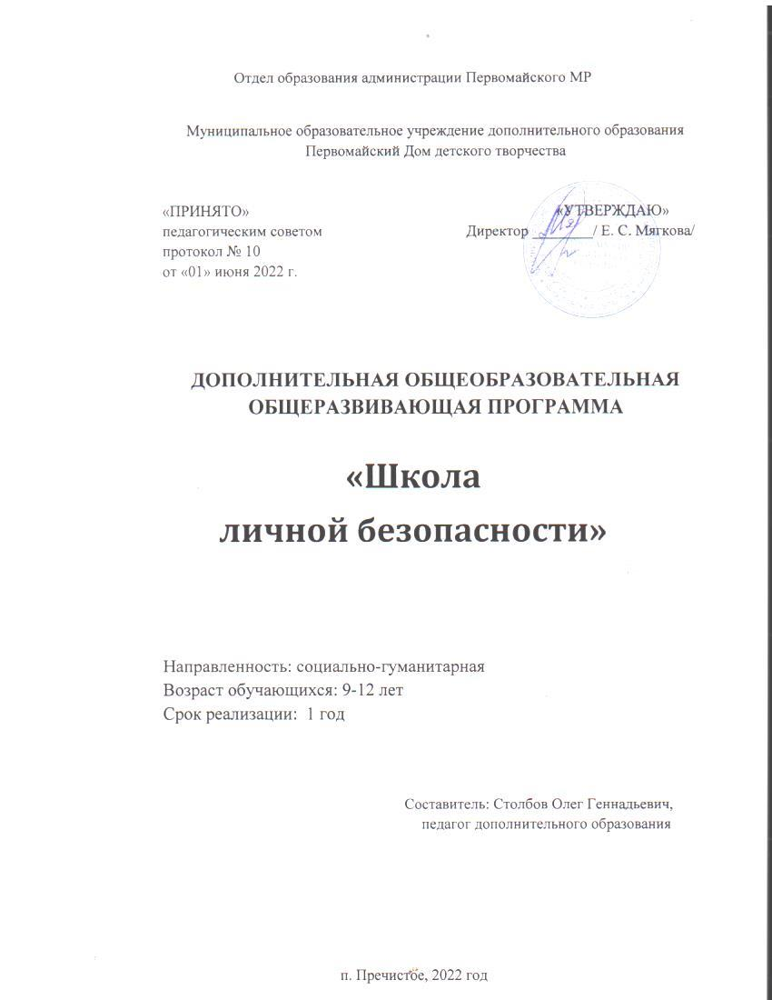 Отдел образования администрации Первомайского МР
Муниципальное образовательное учреждение дополнительного образования
Первомайский Дом детского творчества
«ПРИНЯТО»
педагогическим советом
протокол № 10
от «01» июня 2022 г.
«УТВЕРЖДАЮ»
Директор ________/ Е. С. Мягкова/
ДОПОЛНИТЕЛЬНАЯ ОБЩЕОБРАЗОВАТЕЛЬНАЯ
ОБЩЕРАЗВИВАЮЩАЯ ПРОГРАММА
«Школа
личной безопасности»
Направленность: социально-гуманитарная
Возраст обучающихся: 9-12 лет
Срок реализации: 1 год
Составитель: Столбов Олег Геннадьевич,
педагог дополнительного образования
п. Пречистое, 2022 год